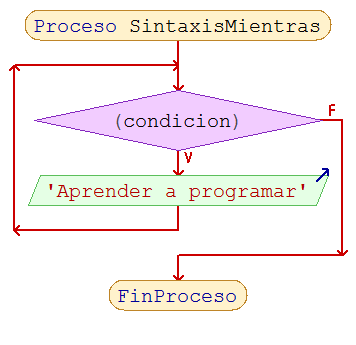 Proceso SintaxisMientras
(condicion)
F
V
'Aprender a programar'
FinProceso